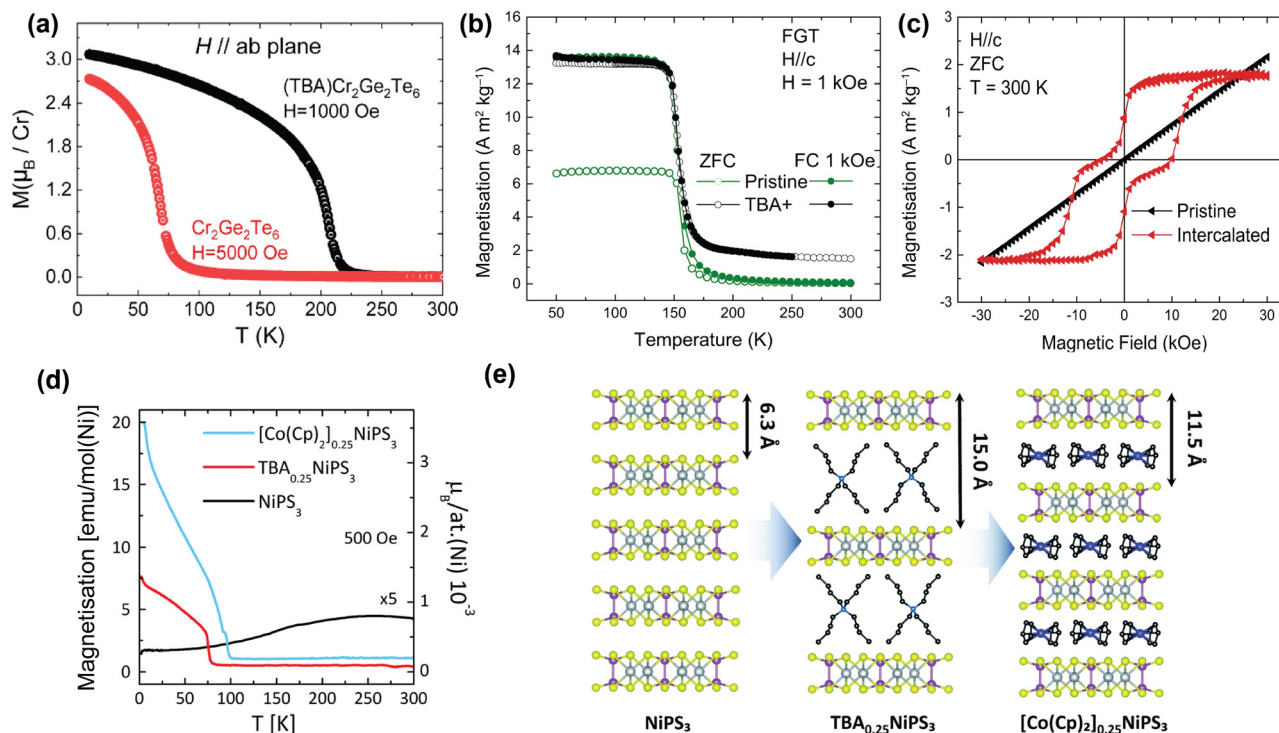 (a)
H // ab plane
(TBA)Cr₂Ge₂Te₆
H=1000 Oe
Cr₂Ge₂Te₆
H=5000 Oe
M(μ_B / Cr)
3.0
2.4
1.8
1.2
0.6
0.0
0 50 100 150 200 250 300
T (K)
(b)
FGT
H//c
H = 1 kOe
ZFC FC 1 kOe
Pristine
TBA+
Magnetisation (A m² kg⁻¹)
16
14
12
10
8
6
4
2
0
50 100 150 200 250 300
Temperature (K)
(c)
H//c
ZFC
T = 300 K
Pristine
Intercalated
Magnetisation (A m² kg⁻¹)
3
2
1
0
-1
-2
-3
-30 -20 -10 0 10 20 30
Magnetic Field (kOe)
(d)
[Co(Cp)₂]₀.₂₅NiPS₃
TBA₀.₂₅NiPS₃
NiPS₃
500 Oe
x5
Magnetisation [emu/mol(Ni)]
20
15
10
5
0
μ_B/at.(Ni) 10⁻³
3
2
1
0
0 50 100 150 200 250 300
T [K]
(e)
6.3 Å
15.0 Å
11.5 Å
NiPS₃
TBA₀.₂₅NiPS₃
[Co(Cp)₂]₀.₂₅NiPS₃